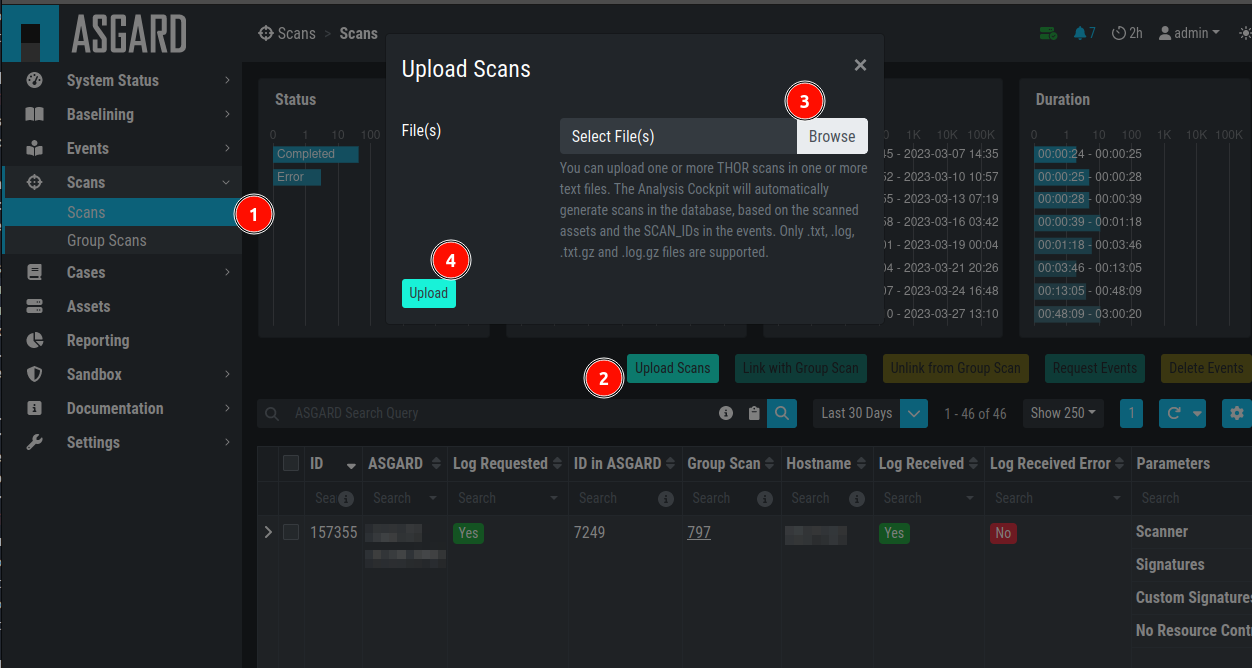 ASGARD
Scans > Scans
7
2h
admin
System Status
Baselining
Events
Scans
Scans
Group Scans
Cases
Assets
Reporting
Sandbox
Documentation
Settings
1
Upload Scans
3
File(s)
Select File(s)
Browse
You can upload one or more THOR scans in one or more
text files. The Analysis Cockpit will automatically
generate scans in the database, based on the scanned
assets and the SCAN_IDs in the events. Only .txt, .log,
.txt.gz and .log.gz files are supported.
4
Upload
Status
0 1 10 100
Completed
Error
1K 10K 100K
45 - 2023-03-07 14:35
52 - 2023-03-10 10:57
55 - 2023-03-13 07:19
58 - 2023-03-16 03:42
01 - 2023-03-19 00:04
04 - 2023-03-21 20:26
07 - 2023-03-24 16:48
0 - 2023-03-27 13:10
Duration
0 1 10 100 1K 10K 100K
00:00:24 - 00:00:25
00:00:25 - 00:00:28
00:00:28 - 00:00:39
00:00:39 - 00:01:18
00:01:18 - 00:03:46
00:03:46 - 00:13:05
00:13:05 - 00:48:09
00:48:09 - 03:00:20
2
Upload Scans
Link with Group Scan
Unlink from Group Scan
Request Events
Delete Events
ASGARD Search Query
Last 30 Days
1 - 46 of 46
Show 250
1
ID ASGARD Log Requested ID in ASGARD Group Scan Hostname Log Received Log Received Error Parameters
Sea Search Search Search Search Search Search Search Search
157355 Yes 7249 797 Yes No Scanner
Signatures
Custom Signatures
No Resource Cont